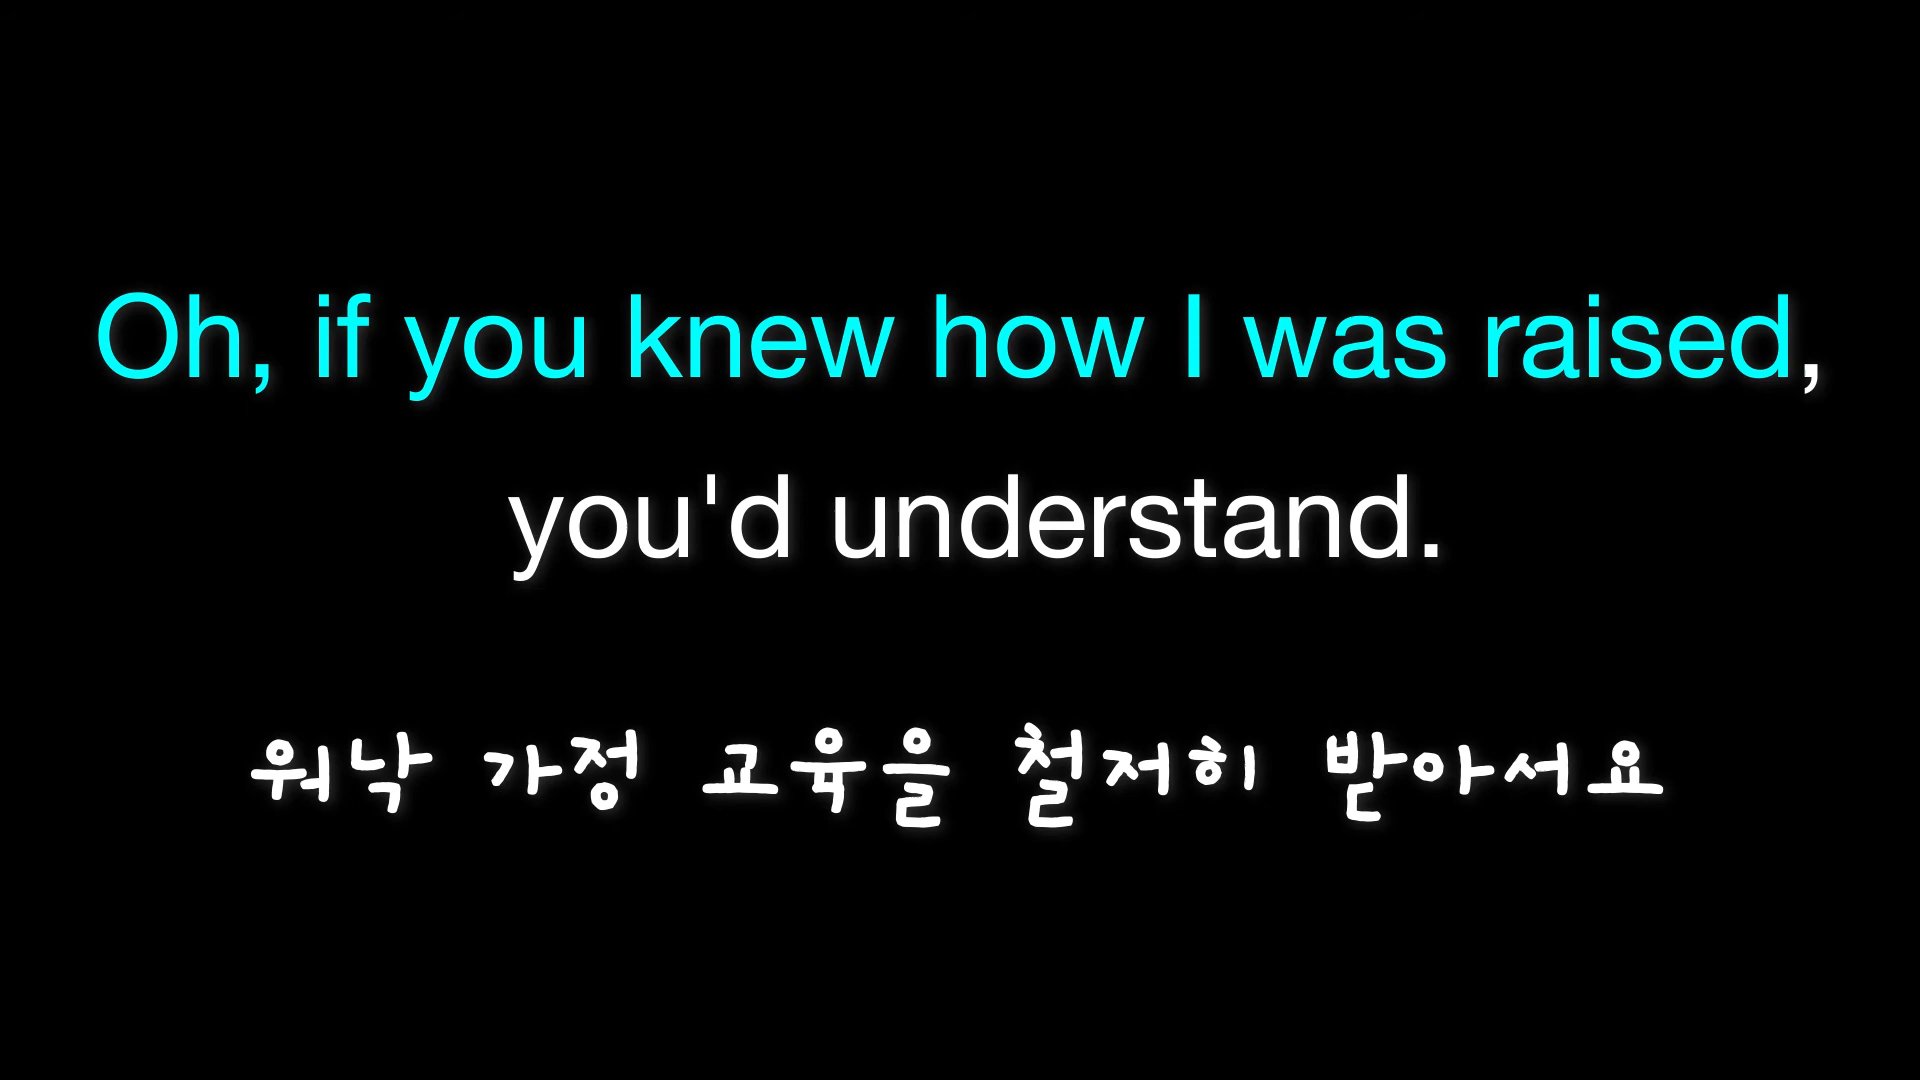 Oh, if you knew how I was raised,
you'd understand.
워낙 가정 교육을 철저히 받아서요